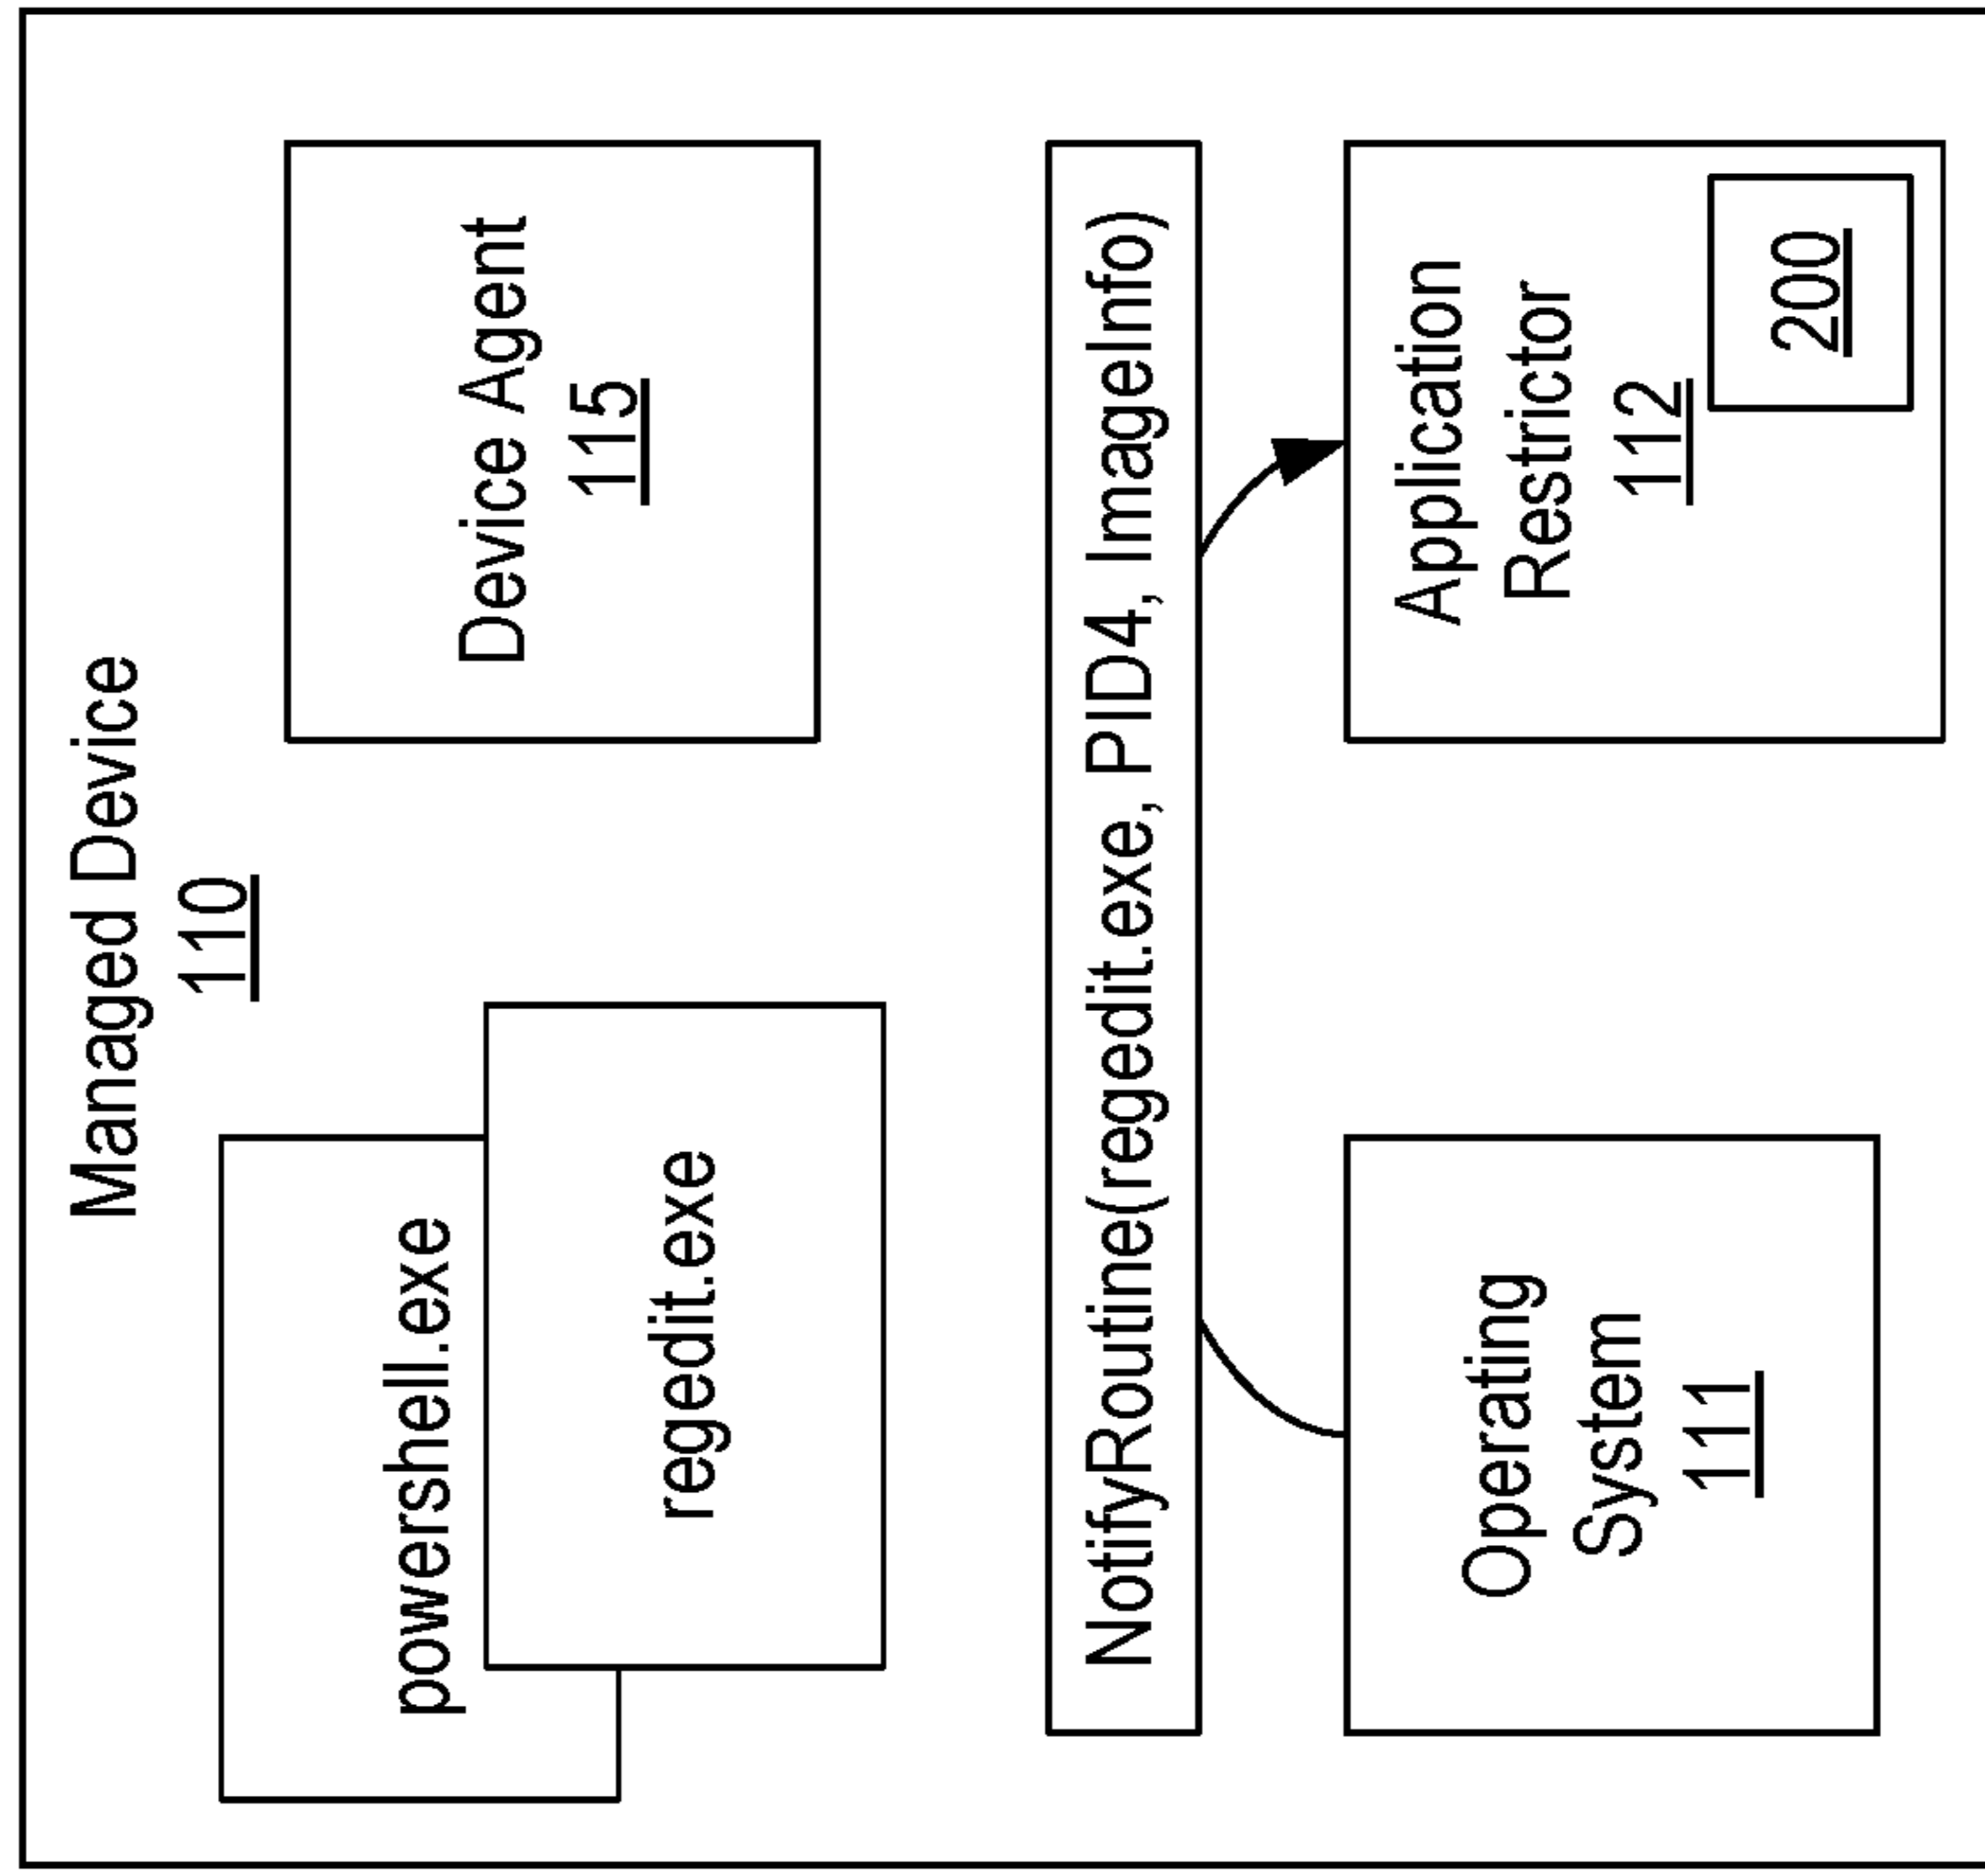 Managed Device
110
powershell.exe
regedit.exe
Device Agent
115
NotifyRoutine(regedit.exe, PID4, ImageInfo)
Operating
System
111
Application
Restrictor
112
200